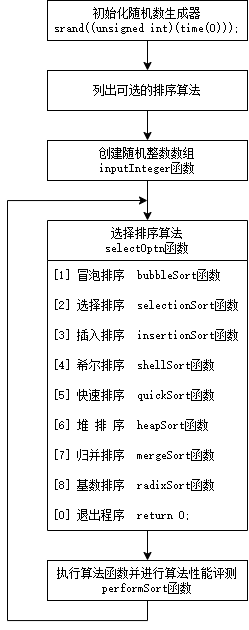 初始化随机数生成器
srand((unsigned int)(time(0)));
列出可选的排序算法
创建随机整数数组
inputInteger函数
选择排序算法
selectOptn函数
[1] 冒泡排序 bubbleSort函数
[2] 选择排序 selectionSort函数
[3] 插入排序 insertionSort函数
[4] 希尔排序 shellSort函数
[5] 快速排序 quickSort函数
[6] 堆 排 序 heapSort函数
[7] 归并排序 mergeSort函数
[8] 基数排序 radixSort函数
[0] 退出程序 return 0;
执行算法函数并进行算法性能评测
performSort函数